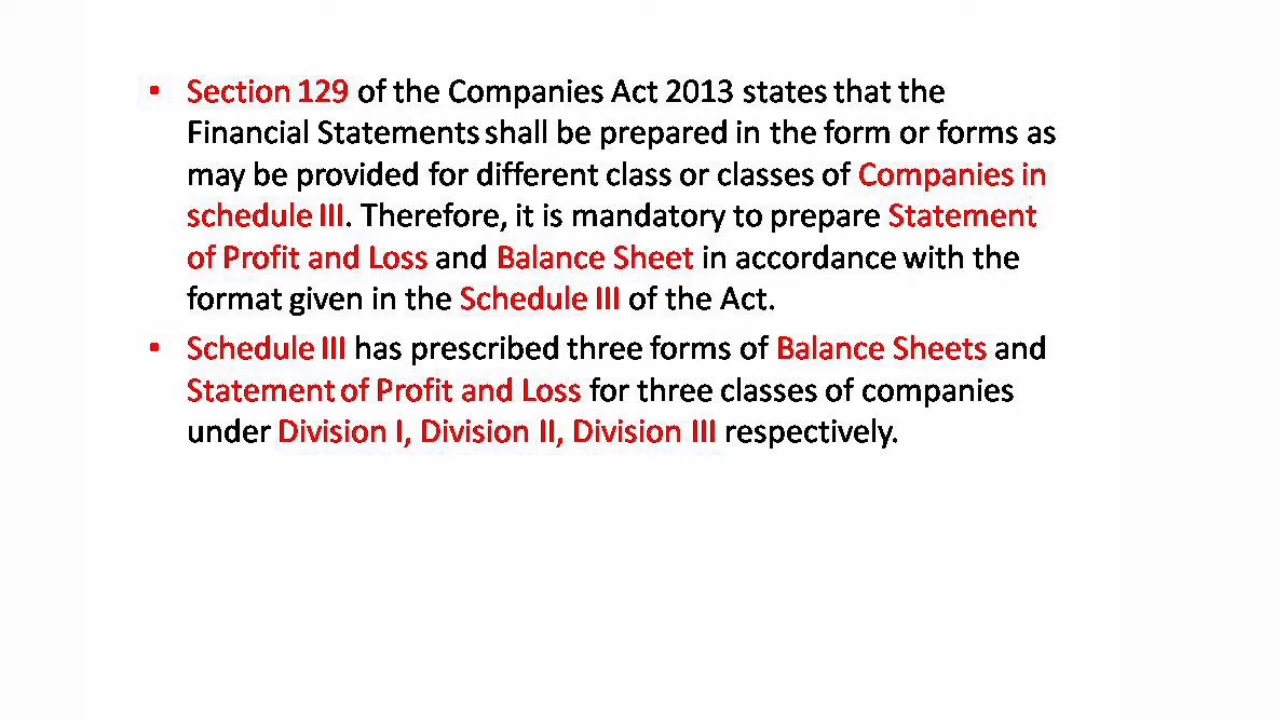 • Section 129 of the Companies Act 2013 states that the
Financial Statements shall be prepared in the form or forms as
may be provided for different class or classes of Companies in
schedule III. Therefore, it is mandatory to prepare Statement
of Profit and Loss and Balance Sheet in accordance with the
format given in the Schedule III of the Act.
• Schedule III has prescribed three forms of Balance Sheets and
Statement of Profit and Loss for three classes of companies
under Division I, Division II, Division III respectively.